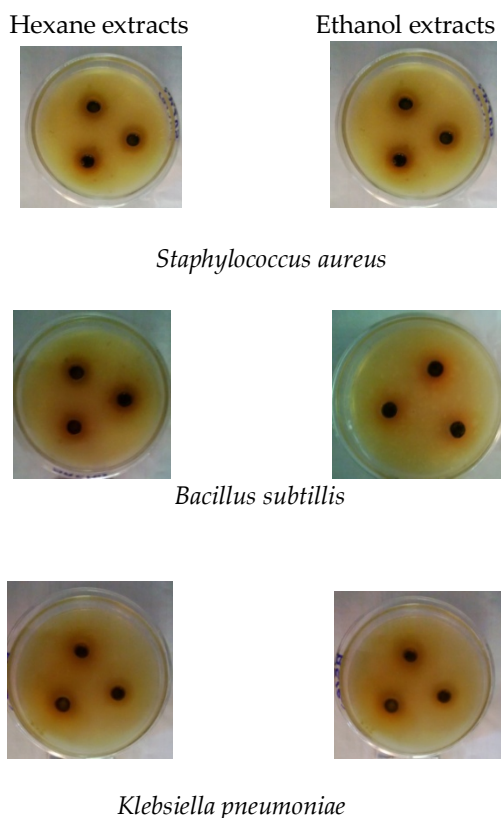 Hexane extracts Ethanol extracts
Staphylococcus aureus
Bacillus subtillis
Klebsiella pneumoniae